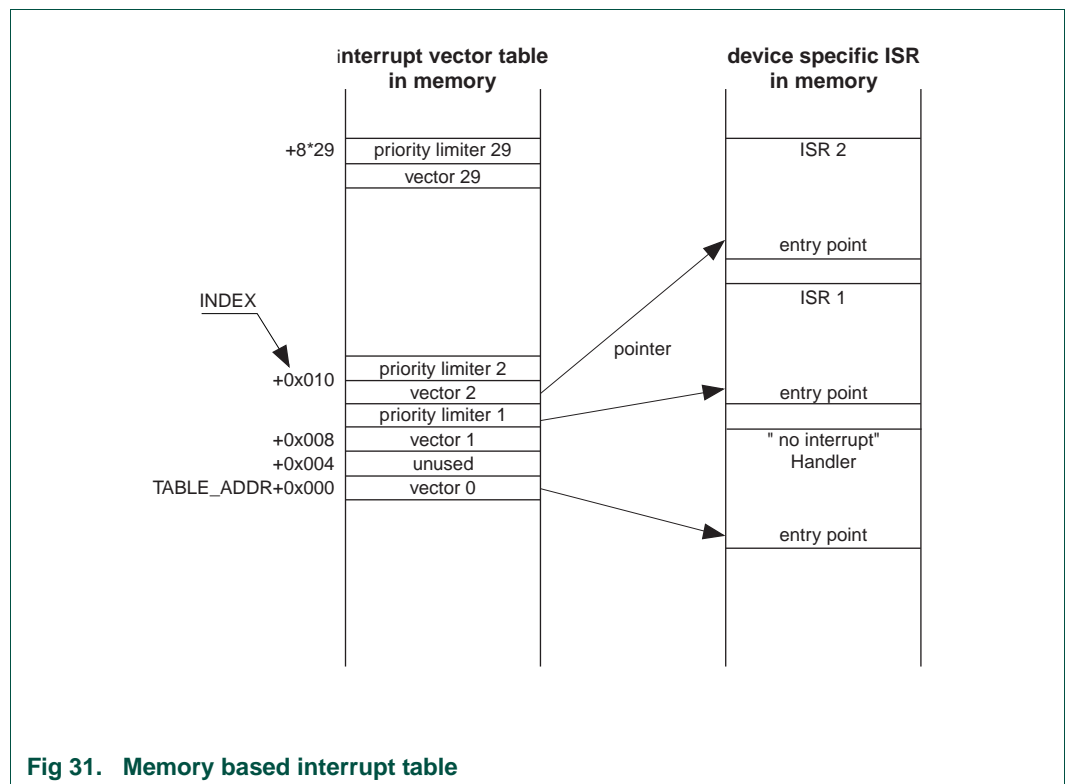 interrupt vector table
in memory
device specific ISR
in memory
+8*29
priority limiter 29
vector 29
ISR 2
entry point
ISR 1
INDEX
pointer
priority limiter 2
+0x010
vector 2
entry point
priority limiter 1
+0x008
vector 1
" no interrupt"
Handler
+0x004
unused
TABLE_ADDR+0x000
vector 0
entry point
Fig 31. Memory based interrupt table